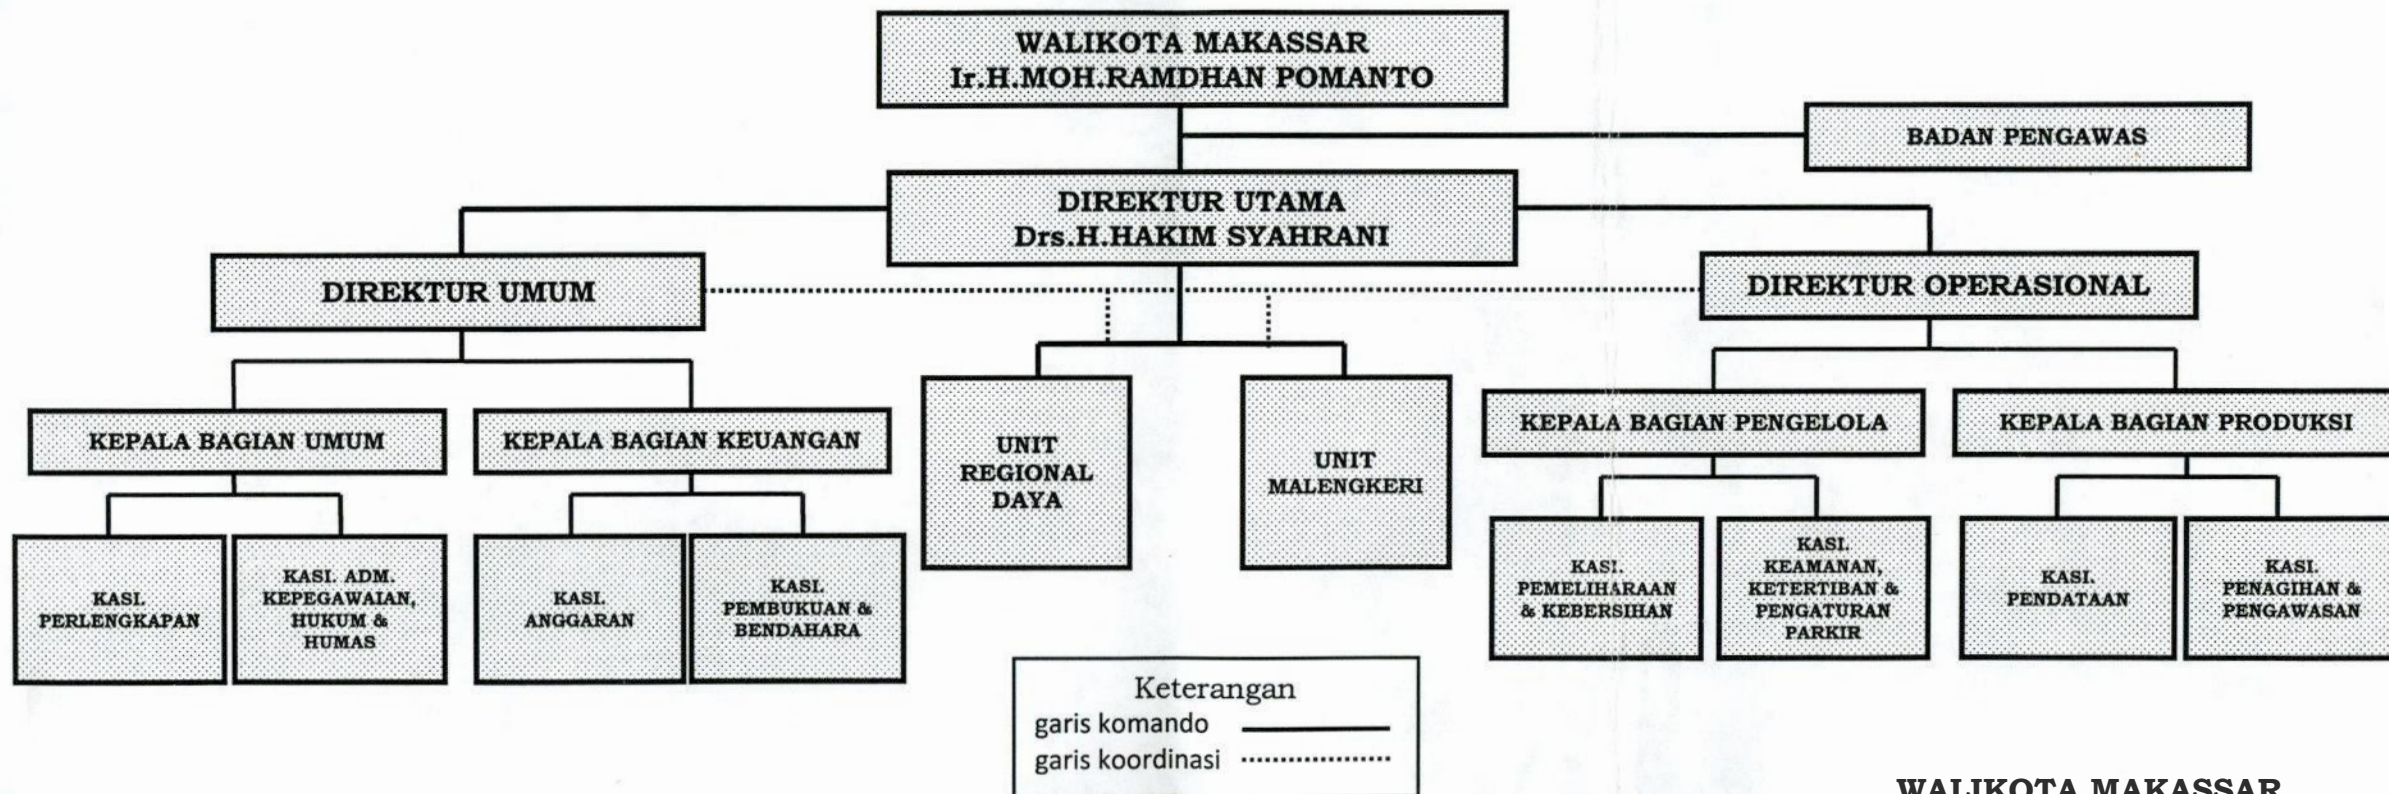 WALIKOTA MAKASSAR
Ir.H.MOH.RAMDHAN POMANTO
BADAN PENGAWAS
DIREKTUR UTAMA
Drs.H.HAKIM SYAHRANI
DIREKTUR UMUM
DIREKTUR OPERASIONAL
KEPALA BAGIAN UMUM
KEPALA BAGIAN KEUANGAN
UNIT
REGIONAL
DAYA
UNIT
MALENGKERI
KEPALA BAGIAN PENGELOLA
KEPALA BAGIAN PRODUKSI
KASI.
PERLENGKAPAN
KASI. ADM.
KEPEGAWAIAN,
HUKUM &
HUMAS
KASI.
ANGGARAN
KASI.
PEMBUKUAN &
BENDAHARA
KASI.
PEMELIHARAAN
& KEBERSIHAN
KASI.
KEAMANAN,
KETERTIBAN &
PENGATURAN
PARKIR
KASI.
PENDATAAN
KASI.
PENAGIHAN &
PENGAWASAN
Keterangan
garis komando
garis koordinasi
WALIKOTA MAKASSAR